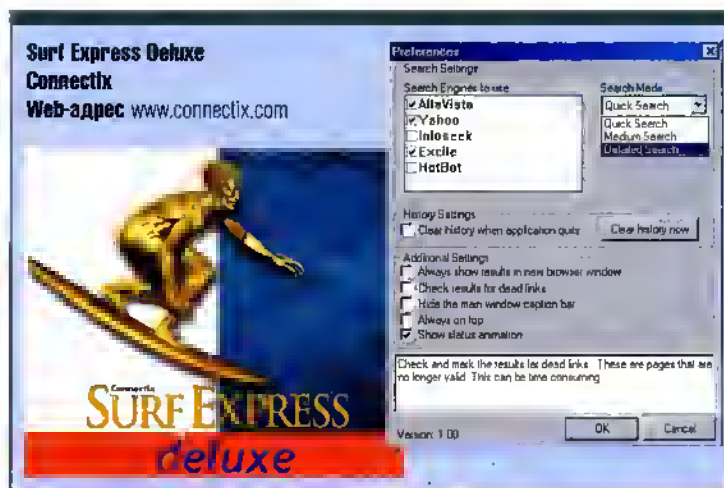 Surf Express Deluxe
Connectix
Web-адрес www.connectix.com
Connectix
SURF EXPRESS
deluxe
Preferences
Search Settings
Search Engines to use
AltaVista
Yahoo
Infoseek
Excite
HotBot
Search Mode
Quick Search
Quick Search
Medium Search
Detailed Search
History Settings
Clear history when application quits
Clear history now
Additional Settings
Always show results in new browser window
Check results for dead links
Hide the main window caption bar
Always on top
Show status animation
Check and mark the results for dead links. These are pages that are
no longer valid. This can be time consuming
Version: 1.00
OK
Cancel